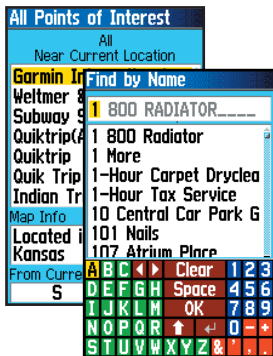 All Points of Interest
All
Near Current Location
Garmin In
Weltmer &
Subway S
Quiktrip(A
Quiktrip
Quik Trip
Indian Tr
Map Info
Located i
Kansas
From Curre
S
Find by Name
1 800 RADIATOR____
1 800 Radiator
1 More
1-Hour Carpet Dryclea
1-Hour Tax Service
10 Central Car Park G
101 Nails
107 Atrium Place
A B C Clear 1 2 3
D E F G H Space 4 5 6
I J K L M OK 7 8 9
N O P Q R 0 - +
S T U V W X Y Z & ' , .